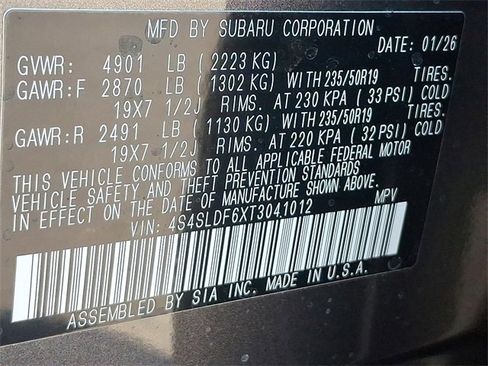 MFD BY SUBARU CORPORATION
DATE: 01/26
GVWR: 4901 LB (2223 KG)
GAWR:F 2870 LB (1302 KG) WITH 235/50R19 TIRES.
19X7 1/2J RIMS. AT 230 KPA (33 PSI) COLD
GAWR:R 2491 LB (1130 KG) WITH 235/50R19 TIRES.
19X7 1/2J RIMS. AT 220 KPA (32 PSI) COLD
THIS VEHICLE CONFORMS TO ALL APPLICABLE FEDERAL MOTOR
VEHICLE SAFETY AND THEFT PREVENTION STANDARDS
IN EFFECT ON THE DATE OF MANUFACTURE SHOWN ABOVE.
VIN: 4S4SLDF6XT3041012 MPV
ASSEMBLED BY SIA INC. MADE IN U.S.A.